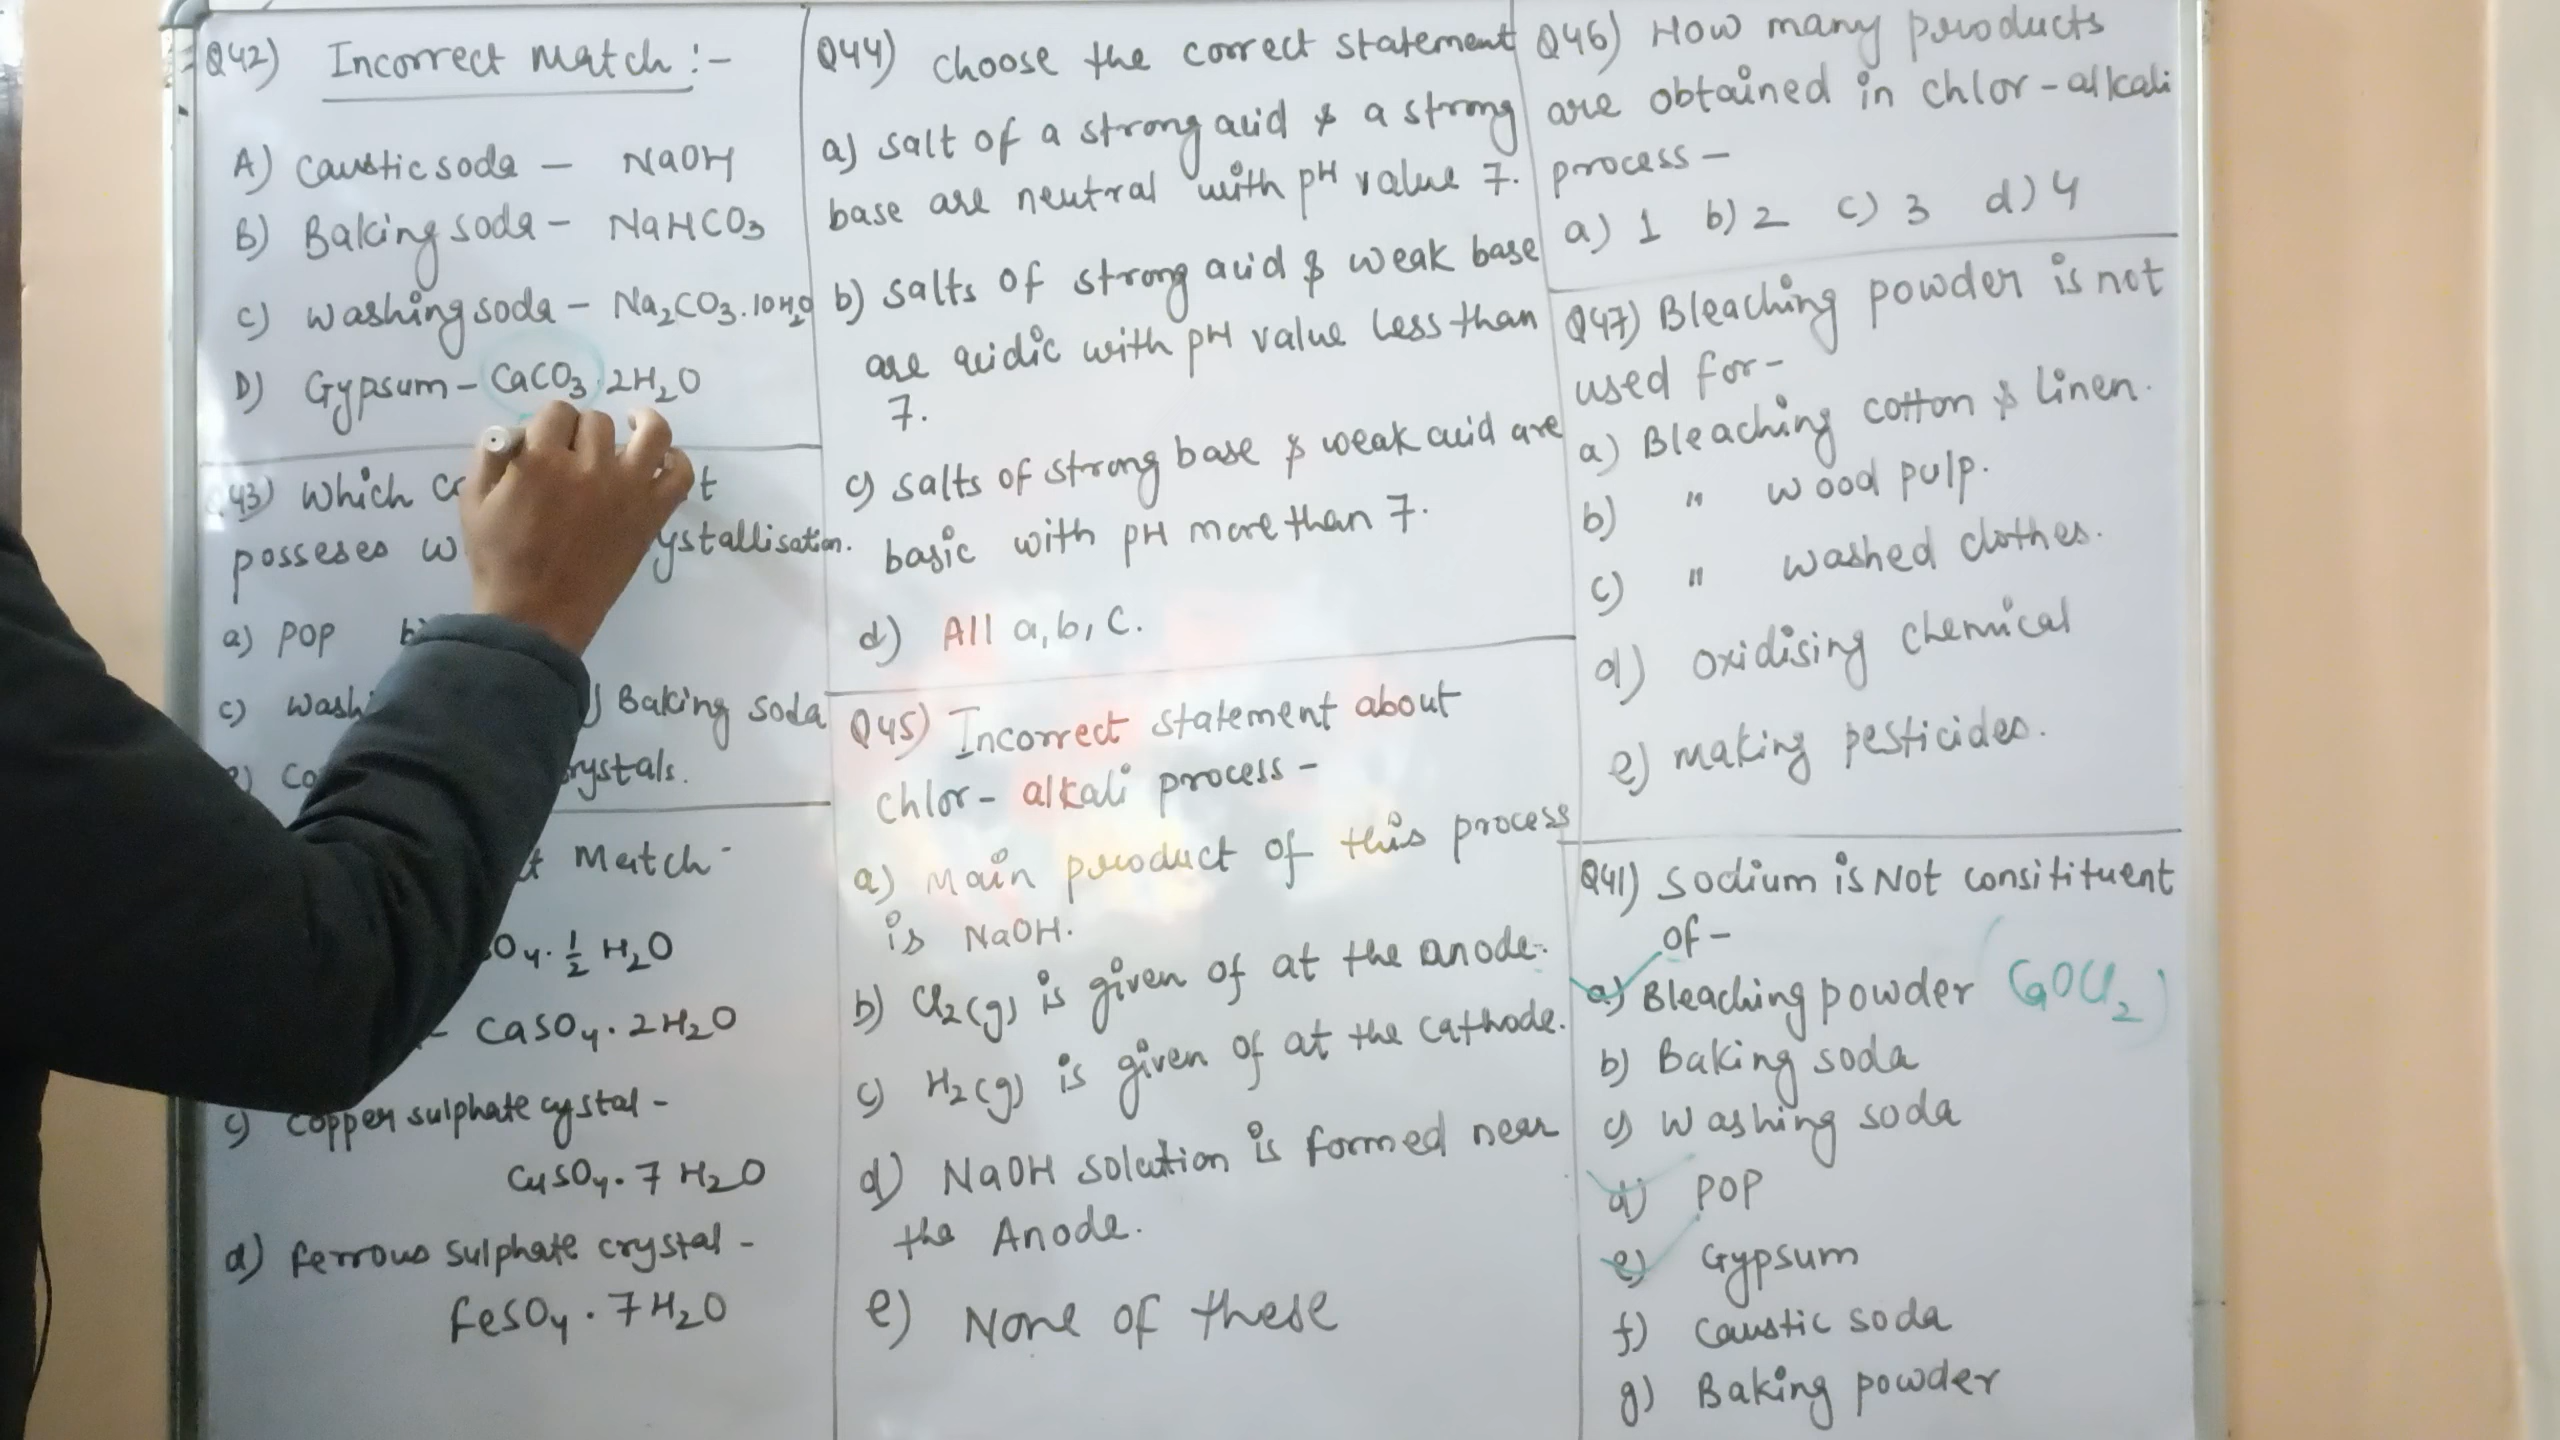 Q42) Incorrect Match :-
A) Caustic soda - NaOH
B) Baking soda - NaHCO3
C) Washing soda - Na2CO3.10H2O
D) Gypsum - CaCO3.2H2O
43) Which
posseses ystallisation.
a) POP
c) Baking soda
rystals.
Match -
O4.½ H2O
- CaSO4.2H2O
c) Copper sulphate cystal -
CuSO4.7H2O
d) Ferrous sulphate crystal -
FeSO4.7H2O
Q44) Choose the correct statement
a) Salt of a strong acid & a strong
base are neutral with pH value 7.
b) Salts of strong acid & weak base
are acidic with pH value less than
7.
c) Salts of strong base & weak acid are
basic with pH more than 7.
d) All a, b, c.
Q45) Incorrect statement about
Chlor-alkali process -
a) Main product of this process
is NaOH.
b) Cl2(g) is given of at the anode.
c) H2(g) is given of at the cathode.
d) NaOH solution is formed near
the Anode.
e) None of these
Q46) How many products
are obtained in chlor-alkali
process -
a) 1 b) 2 c) 3 d) 4
Q47) Bleaching powder is not
used for-
a) Bleaching cotton & linen.
b) " wood pulp.
c) " washed clothes.
d) oxidising chemical
e) making pesticides.
Q41) Sodium is Not consitituent
of -
a) Bleaching powder CaOCl2
b) Baking soda
c) Washing soda
d) POP
e) Gypsum
f) Caustic soda
g) Baking powder